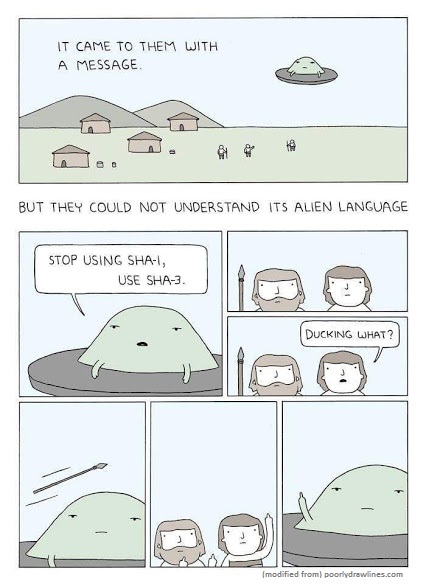 IT CAME TO THEM WITH
A MESSAGE.
BUT THEY COULD NOT UNDERSTAND ITS ALIEN LANGUAGE
STOP USING SHA-1,
USE SHA-3.
DUCKING WHAT?
(modified from) poorlydrawlines.com